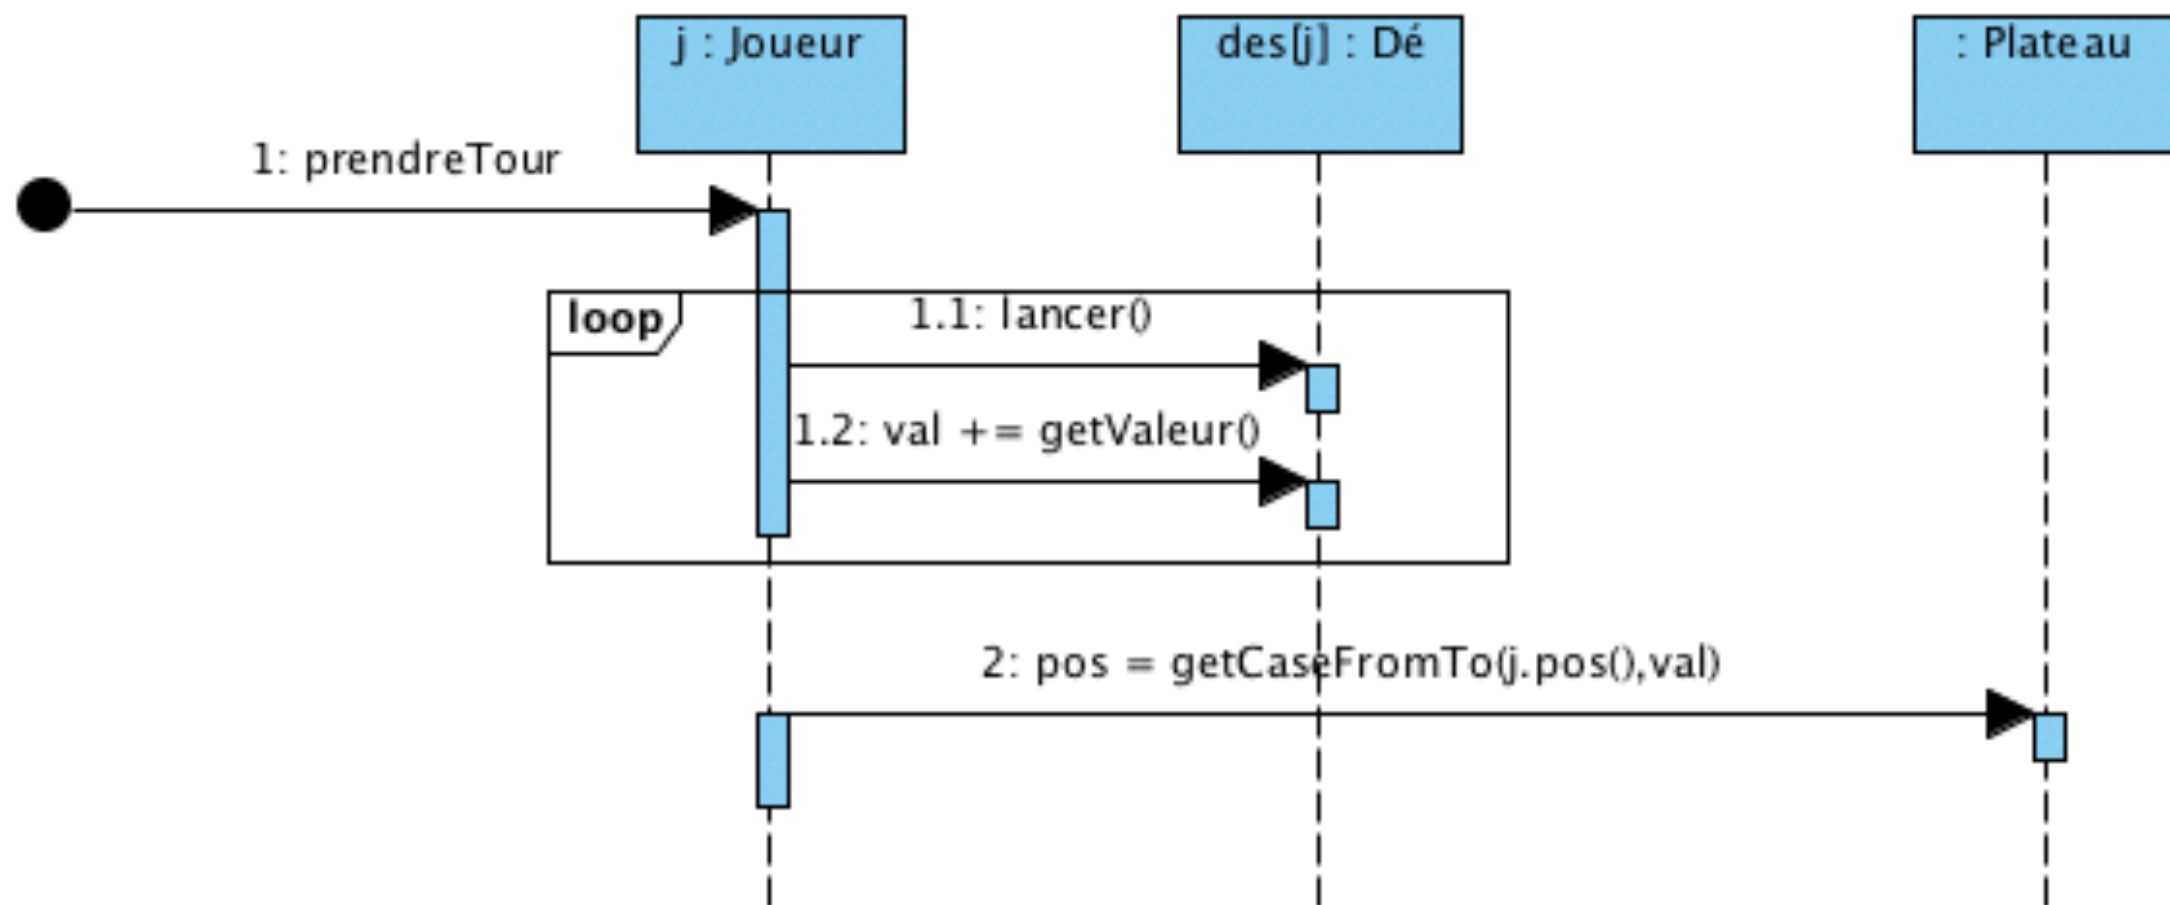 j : Joueur
des[j] : Dé
: Plateau
1: prendreTour
loop
1.1: lancer()
1.2: val += getValeur()
2: pos = getCaseFromTo(j.pos(),val)